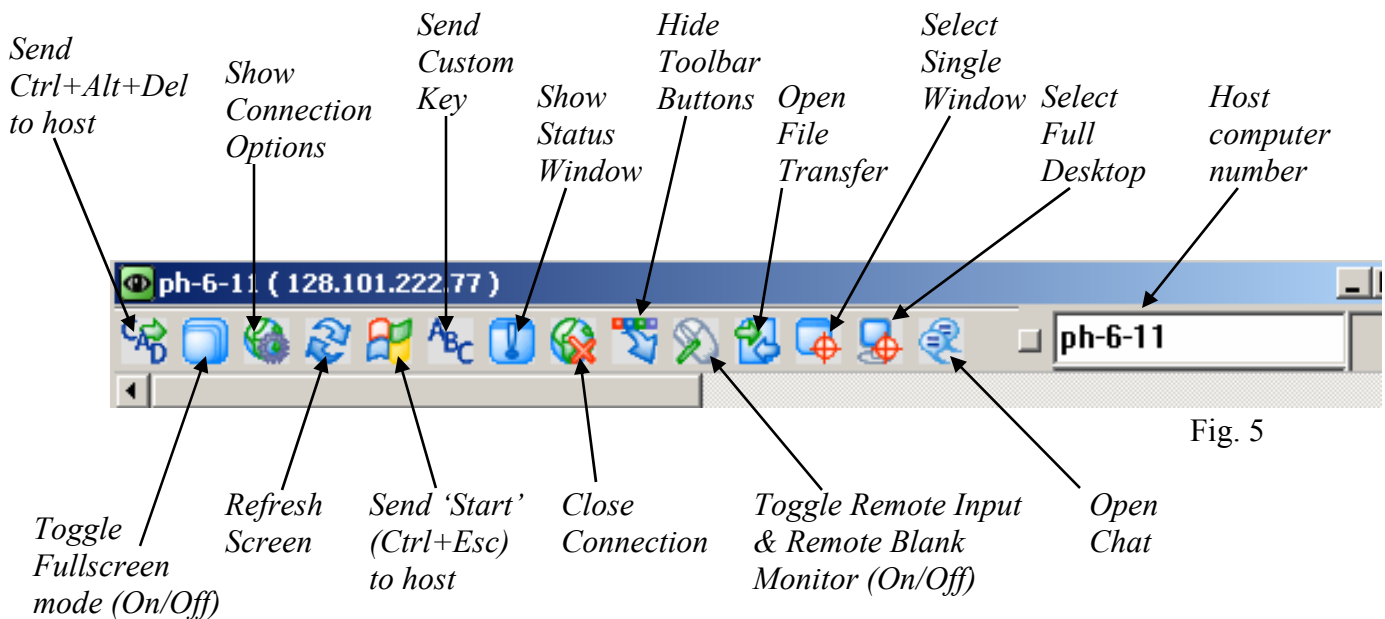 Send
Ctrl+Alt+Del
to host
Show
Connection
Options
Send
Custom
Key
Show
Status
Window
Hide
Toolbar
Buttons
Open
File
Transfer
Select
Single
Window
Select
Full
Desktop
Host
computer
number
ph-6-11 ( 128.101.222.77 )
CAD
ABC
ph-6-11
Fig. 5
Toggle
Fullscreen
mode (On/Off)
Refresh
Screen
Send ‘Start’
(Ctrl+Esc)
to host
Close
Connection
Toggle Remote Input
& Remote Blank
Monitor (On/Off)
Open
Chat